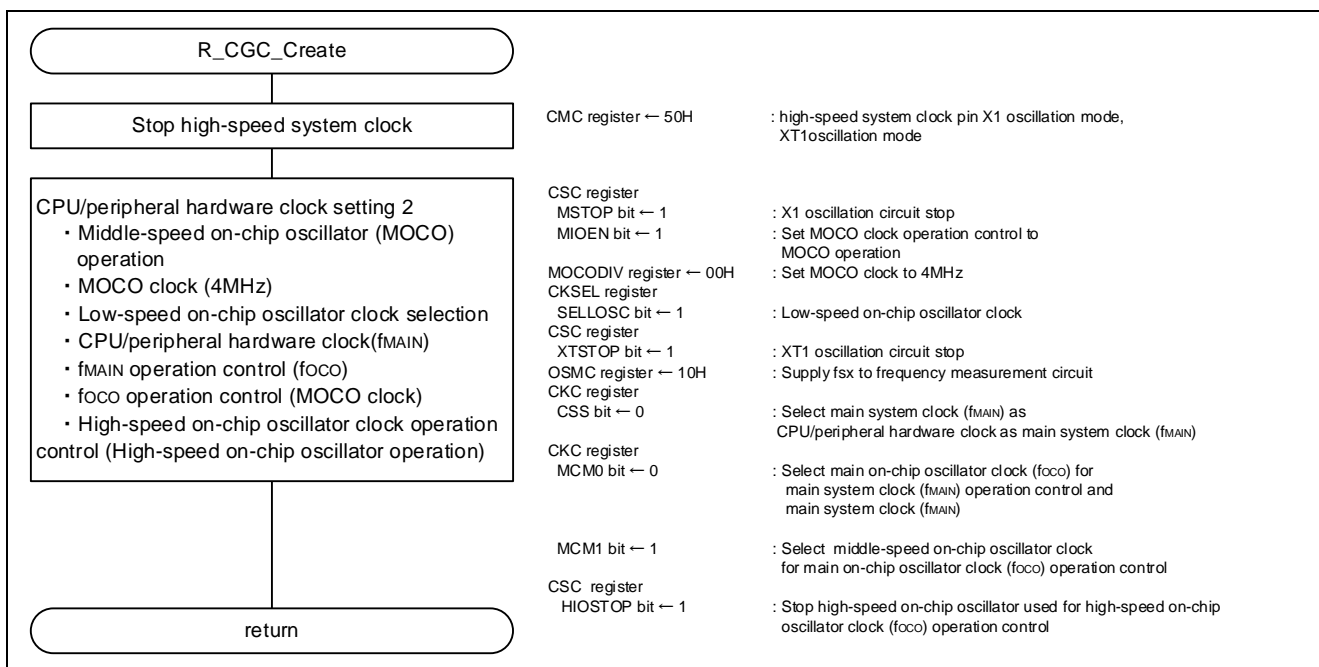 R_CGC_Create
Stop high-speed system clock
CMC register ← 50H : high-speed system clock pin X1 oscillation mode,
XT1oscillation mode
CPU/peripheral hardware clock setting 2
・Middle-speed on-chip oscillator (MOCO)
operation
・MOCO clock (4MHz)
・Low-speed on-chip oscillator clock selection
・CPU/peripheral hardware clock(fMAIN)
・fMAIN operation control (fOCO)
・fOCO operation control (MOCO clock)
・High-speed on-chip oscillator clock operation
control (High-speed on-chip oscillator operation)
CSC register
MSTOP bit ← 1 : X1 oscillation circuit stop
MIOEN bit ← 1 : Set MOCO clock operation control to
MOCO operation
MOCODIV register ← 00H : Set MOCO clock to 4MHz
CKSEL register
SELLOSC bit ← 1 : Low-speed on-chip oscillator clock
CSC register
XTSTOP bit ← 1 : XT1 oscillation circuit stop
OSMC register ← 10H : Supply fsx to frequency measurement circuit
CKC register
CSS bit ← 0 : Select main system clock (fMAIN) as
CPU/peripheral hardware clock as main system clock (fMAIN)
CKC register
MCM0 bit ← 0 : Select main on-chip oscillator clock (fOCO) for
main system clock (fMAIN) operation control and
main system clock (fMAIN)
MCM1 bit ← 1 : Select middle-speed on-chip oscillator clock
for main on-chip oscillator clock (fOCO) operation control
CSC register
HIOSTOP bit ← 1 : Stop high-speed on-chip oscillator used for high-speed on-chip
oscillator clock (fOCO) operation control
return